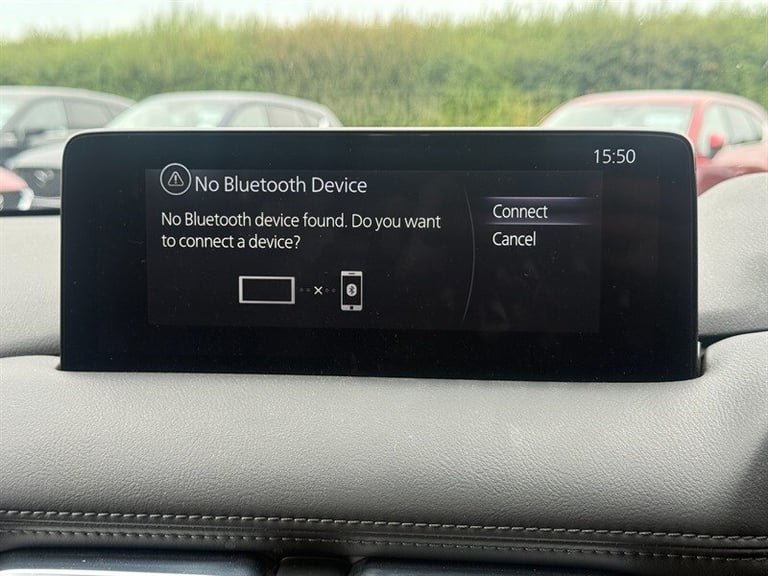 15:50
No Bluetooth Device
No Bluetooth device found. Do you want
to connect a device?
Connect
Cancel